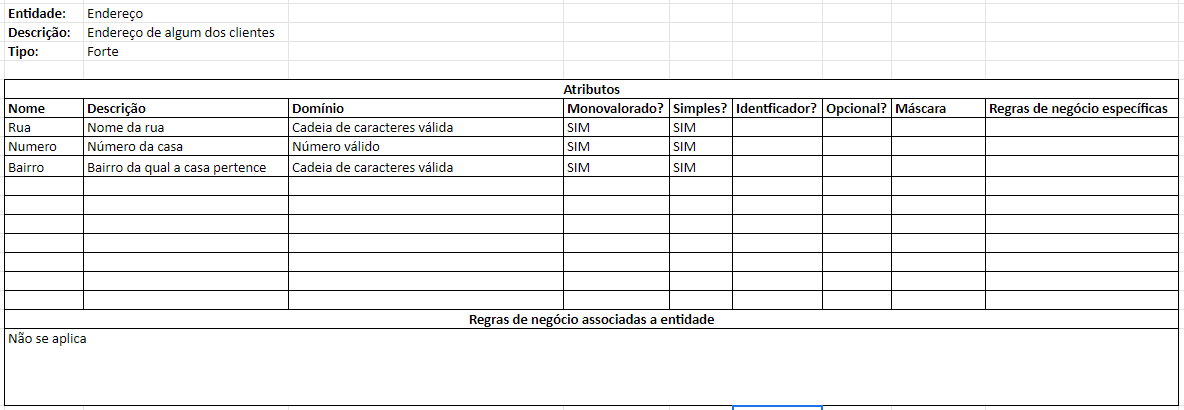 Entidade: Endereço
Descrição: Endereço de algum dos clientes
Tipo: Forte
Atributos
Nome Descrição Domínio Monovalorado? Simples? Identficador? Opcional? Máscara Regras de negócio específicas
Rua Nome da rua Cadeia de caracteres válida SIM SIM
Numero Número da casa Número válido SIM SIM
Bairro Bairro da qual a casa pertence Cadeia de caracteres válida SIM SIM
Regras de negócio associadas a entidade
Não se aplica